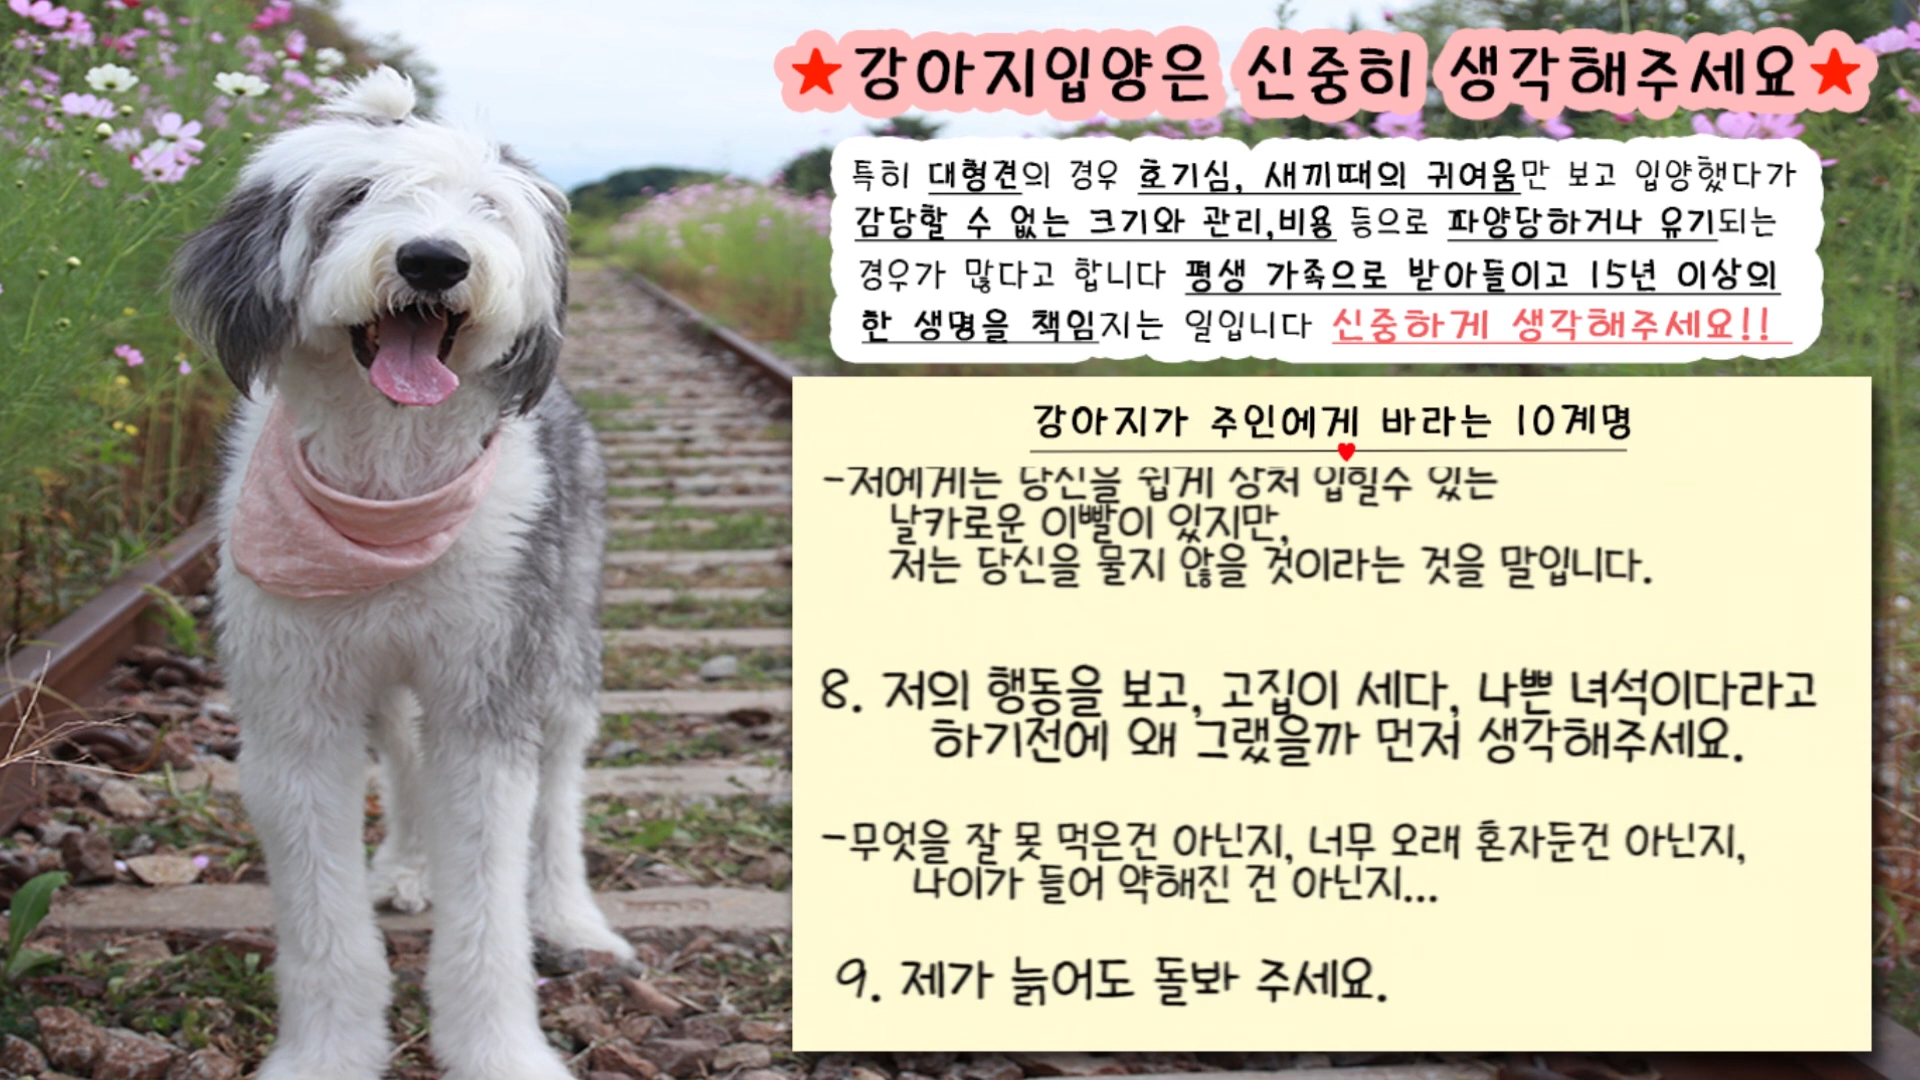 ★강아지입양은 신중히 생각해주세요★
특히 대형견의 경우 호기심, 새끼때의 귀여움만 보고 입양했다가
감당할 수 없는 크기와 관리,비용 등으로 파양당하거나 유기되는
경우가 많다고 합니다 평생 가족으로 받아들이고 15년 이상의
한 생명을 책임지는 일입니다 신중하게 생각해주세요!!
강아지가 주인에게 바라는 10계명
-저에게는 당신을 쉽게 상처 입힐수 있는
날카로운 이빨이 있지만,
저는 당신을 물지 않을 것이라는 것을 말입니다.
8. 저의 행동을 보고, 고집이 세다, 나쁜 녀석이다라고
하기전에 왜 그랬을까 먼저 생각해주세요.
-무엇을 잘 못 먹은건 아닌지, 너무 오래 혼자둔건 아닌지,
나이가 들어 약해진 건 아닌지...
9. 제가 늙어도 돌봐 주세요.